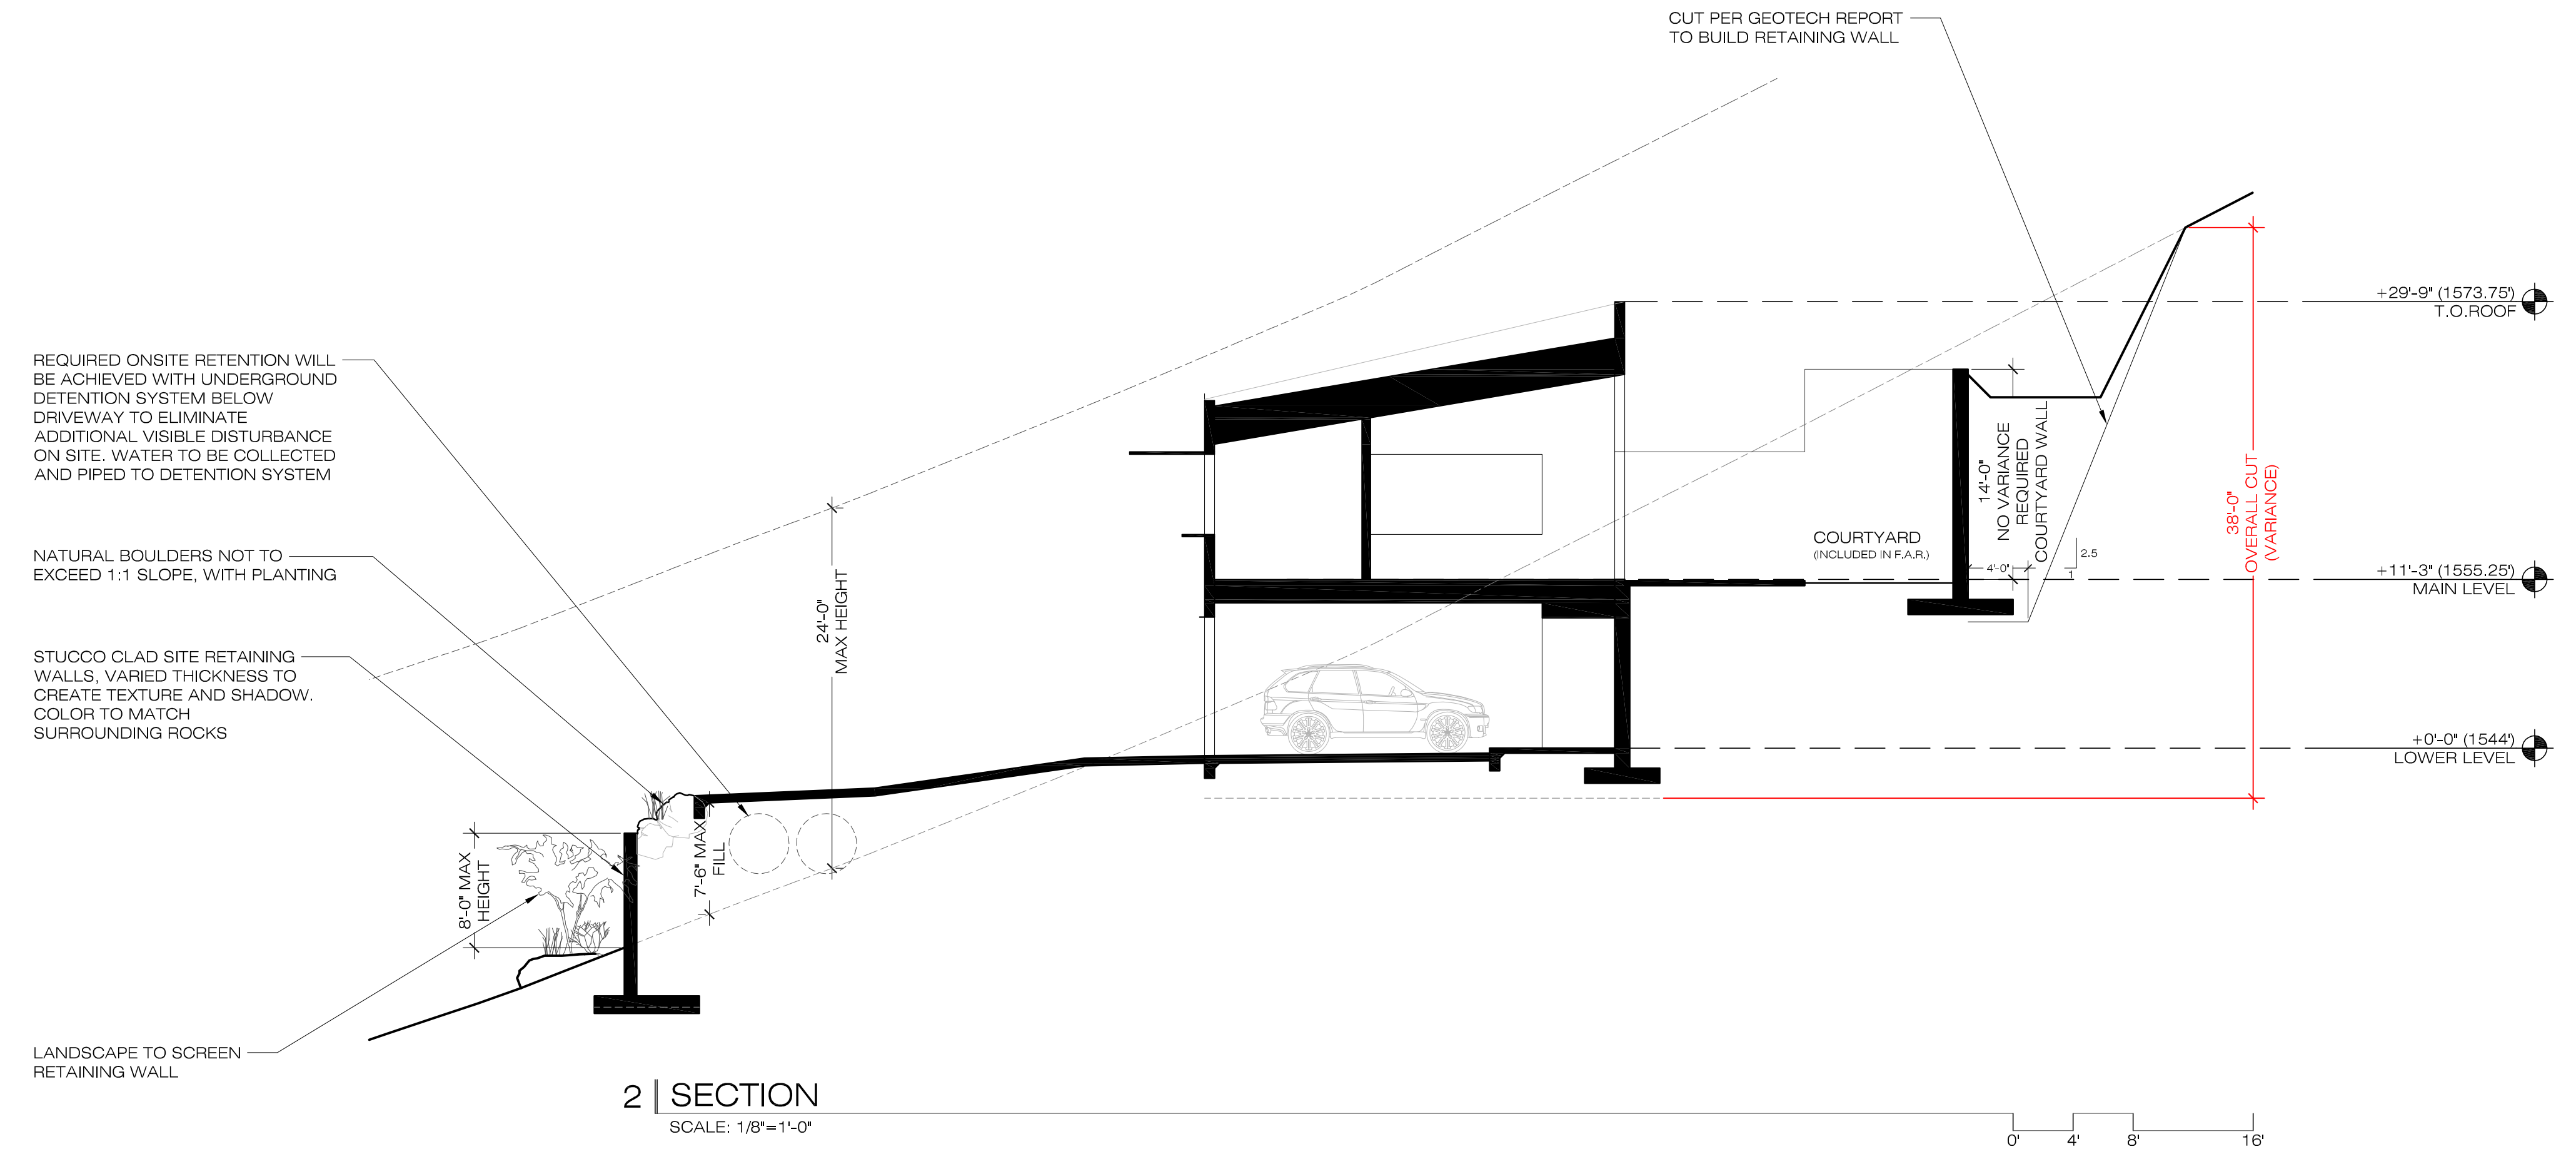 CUT PER GEOTECH REPORT
TO BUILD RETAINING WALL
+29'-9" (1573.75')
T.O.ROOF
REQUIRED ONSITE RETENTION WILL
BE ACHIEVED WITH UNDERGROUND
DETENTION SYSTEM BELOW
DRIVEWAY TO ELIMINATE
ADDITIONAL VISIBLE DISTURBANCE
ON SITE. WATER TO BE COLLECTED
AND PIPED TO DETENTION SYSTEM
NATURAL BOULDERS NOT TO
EXCEED 1:1 SLOPE, WITH PLANTING
STUCCO CLAD SITE RETAINING
WALLS, VARIED THICKNESS TO
CREATE TEXTURE AND SHADOW.
COLOR TO MATCH
SURROUNDING ROCKS
24'-0"
MAX HEIGHT
COURTYARD
(INCLUDED IN F.A.R.)
14'-0"
NO VARIANCE
REQUIRED
COURTYARD WALL
4'-0"
2.5
1
38'-0"
OVERALL CUT
(VARIANCE)
+11'-3" (1555.25')
MAIN LEVEL
+0'-0" (1544')
LOWER LEVEL
8'-0" MAX
HEIGHT
7'-6" MAX
FILL
LANDSCAPE TO SCREEN
RETAINING WALL
2 SECTION
SCALE: 1/8"=1'-0"
0' 4' 8' 16'